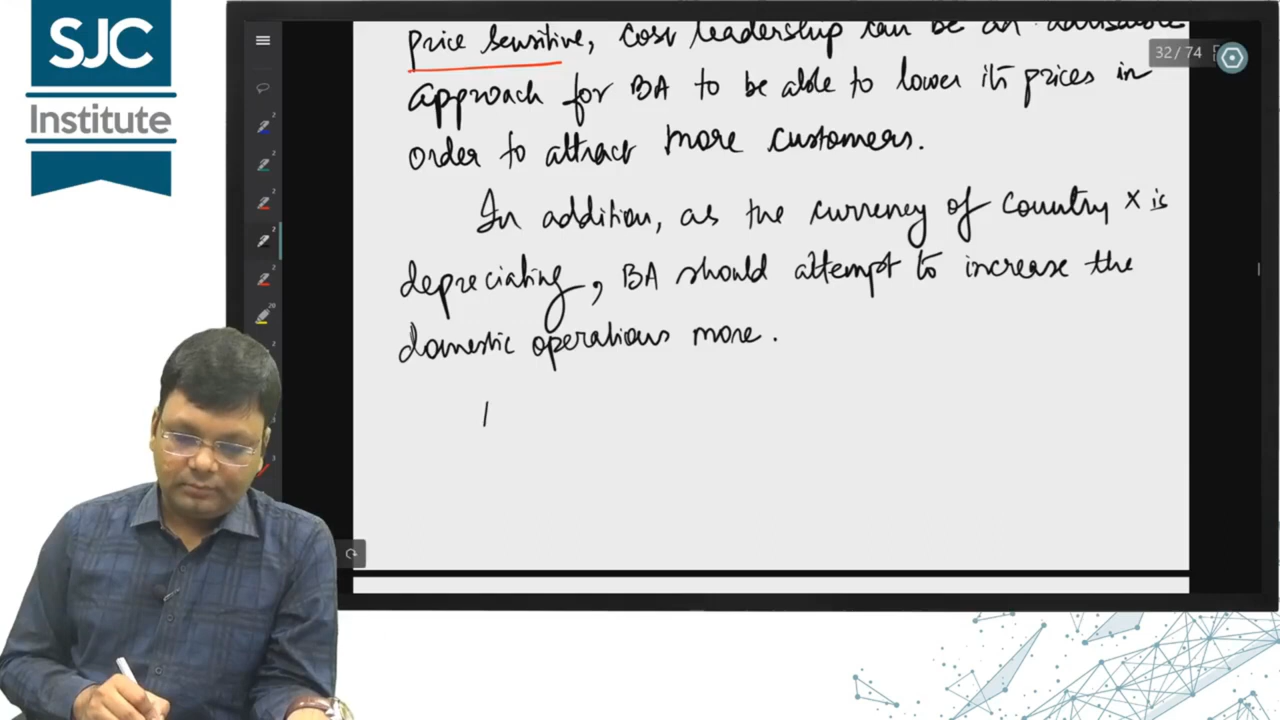 SJC
Institute
32 / 74
price sensitive, cost leadership can be an advisable
approach for BA to be able to lower its prices in
order to attract more customers.
In addition, as the currency of Country X is
depreciating, BA should attempt to increase the
domestic operations more.